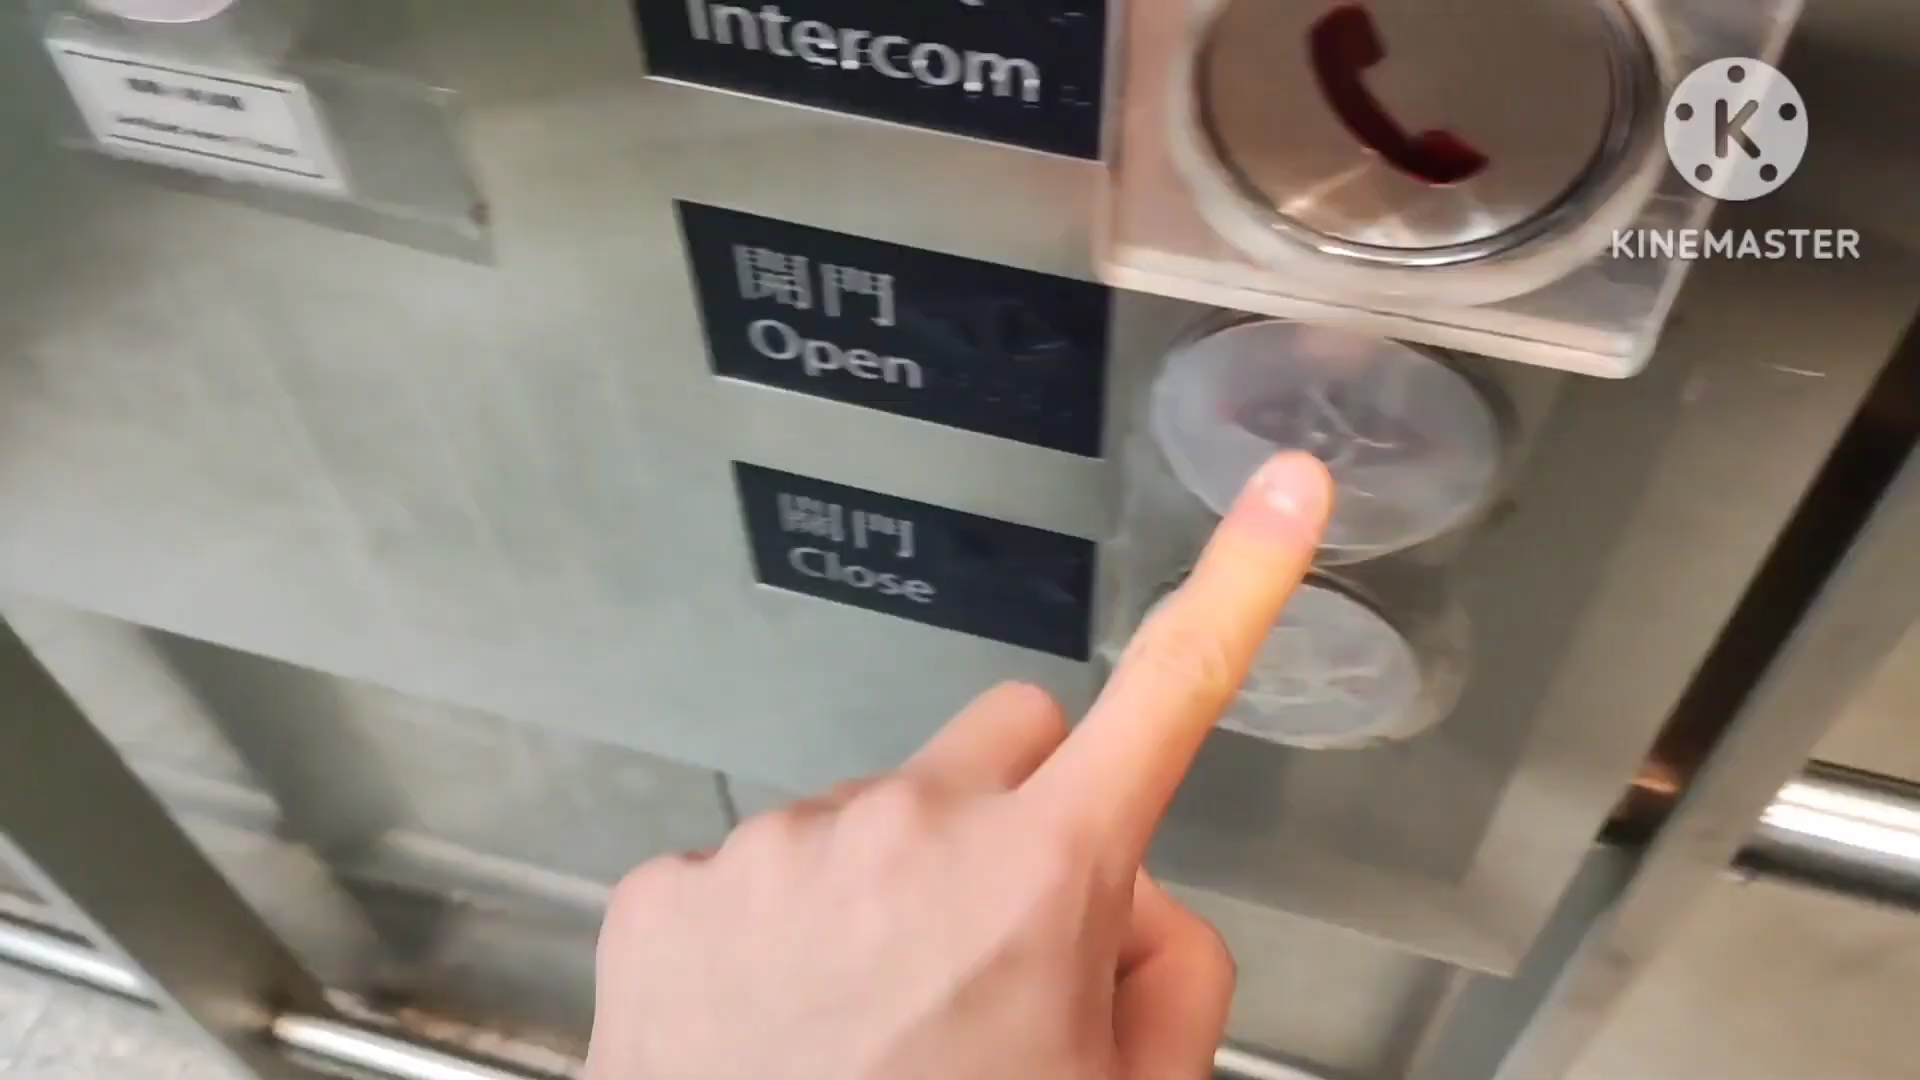 Intercom
開門
Open
關門
Close
K
KINEMASTER